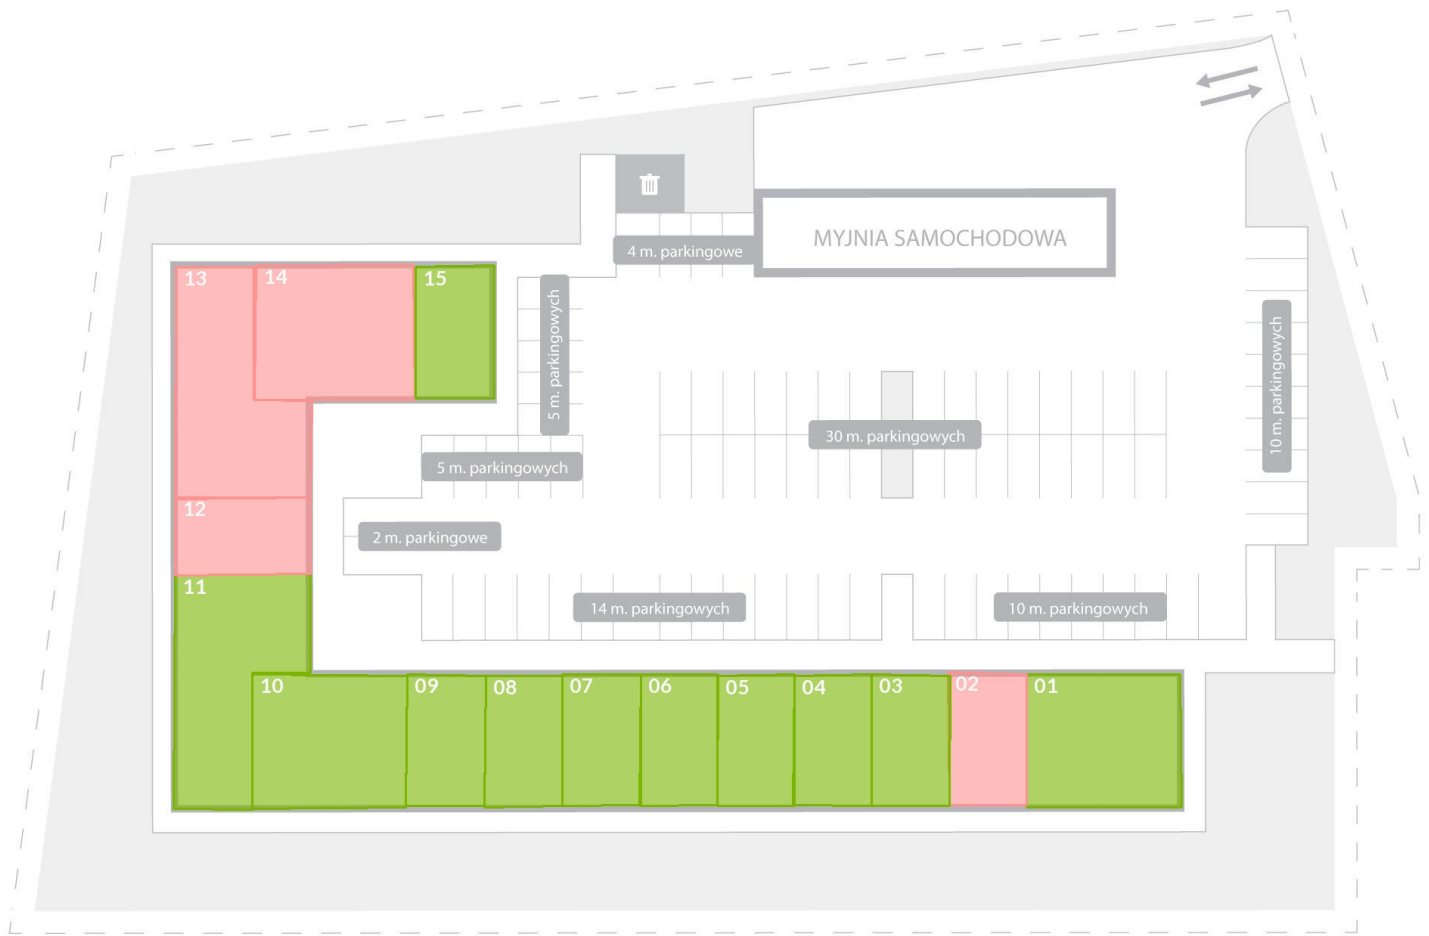 4 m. parkingowe
MYJNIA SAMOCHODOWA
13
14
15
5 m. parkingowych
10 m. parkingowych
30 m. parkingowych
5 m. parkingowych
12
2 m. parkingowe
11
14 m. parkingowych
10 m. parkingowych
10
09
08
07
06
05
04
03
02
01